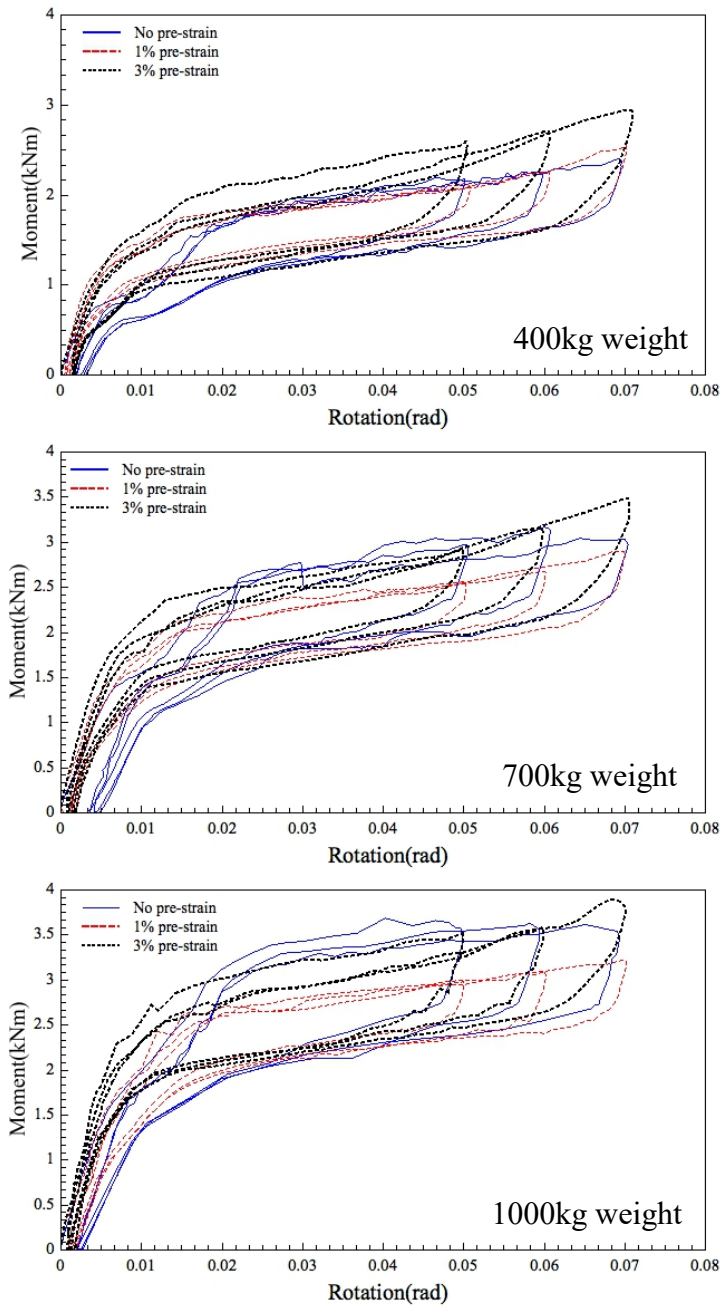 4
No pre-strain
1% pre-strain
3% pre-strain
3
2
1
0
Moment(kNm)
400kg weight
0 0.01 0.02 0.03 0.04 0.05 0.06 0.07 0.08
Rotation(rad)
4
No pre-strain
1% pre-strain
3% pre-strain
3.5
3
2.5
2
1.5
1
0.5
0
Moment(kNm)
700kg weight
0 0.01 0.02 0.03 0.04 0.05 0.06 0.07 0.08
Rotation(rad)
4
No pre-strain
1% pre-strain
3% pre-strain
3.5
3
2.5
2
1.5
1
0.5
0
Moment(kNm)
1000kg weight
0 0.01 0.02 0.03 0.04 0.05 0.06 0.07 0.08
Rotation(rad)